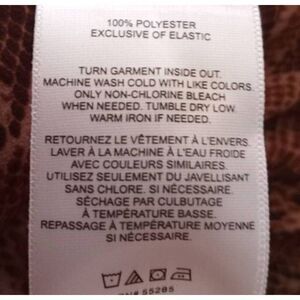 100% POLYESTER
EXCLUSIVE OF ELASTIC
TURN GARMENT INSIDE OUT.
MACHINE WASH COLD WITH LIKE COLORS.
ONLY NON-CHLORINE BLEACH
WHEN NEEDED. TUMBLE DRY LOW.
WARM IRON IF NEEDED.
RETOURNEZ LE VÊTEMENT À L'ENVERS.
LAVER À LA MACHINE À L'EAU FROIDE
AVEC COULEURS SIMILAIRES.
UTILISEZ SEULEMENT DU JAVELLISANT
SANS CHLORE. SI NÉCESSAIRE.
SÉCHAGE PAR CULBUTAGE
À TEMPÉRATURE BASSE.
REPASSAGE À TEMPÉRATURE MOYENNE
SI NÉCESSAIRE.
RN# 55285